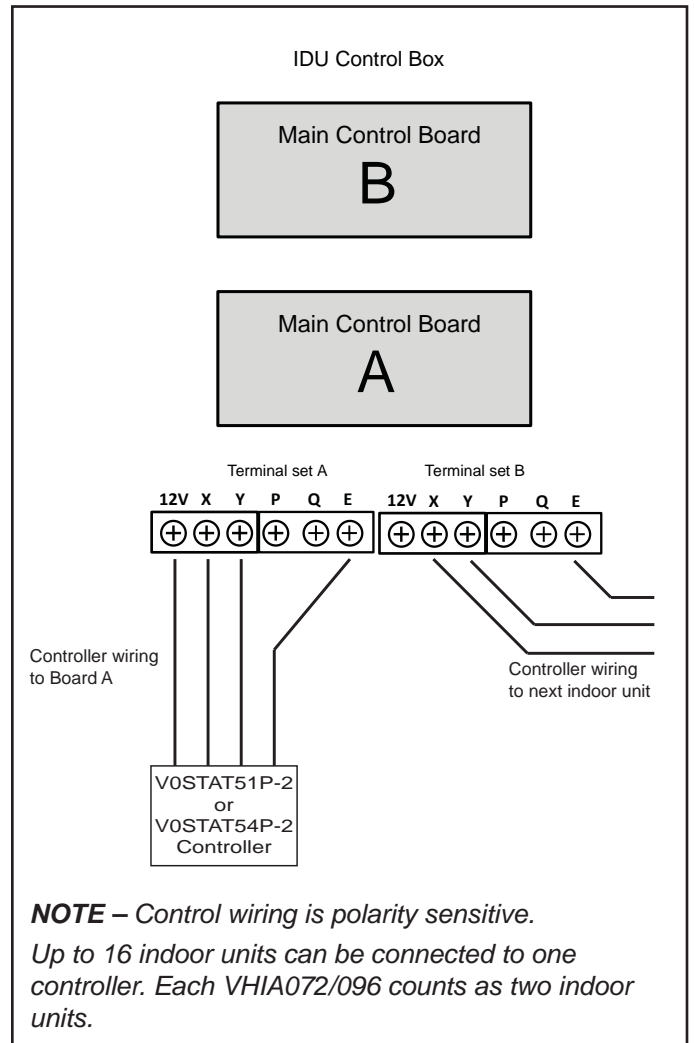 IDU Control Box
Main Control Board
B
Main Control Board
A
Terminal set A
Terminal set B
12V X Y P Q E
12V X Y P Q E
Controller wiring
to Board A
Controller wiring
to next indoor unit
V0STAT51P-2
or
V0STAT54P-2
Controller
NOTE – Control wiring is polarity sensitive.
Up to 16 indoor units can be connected to one
controller. Each VHIA072/096 counts as two indoor
units.